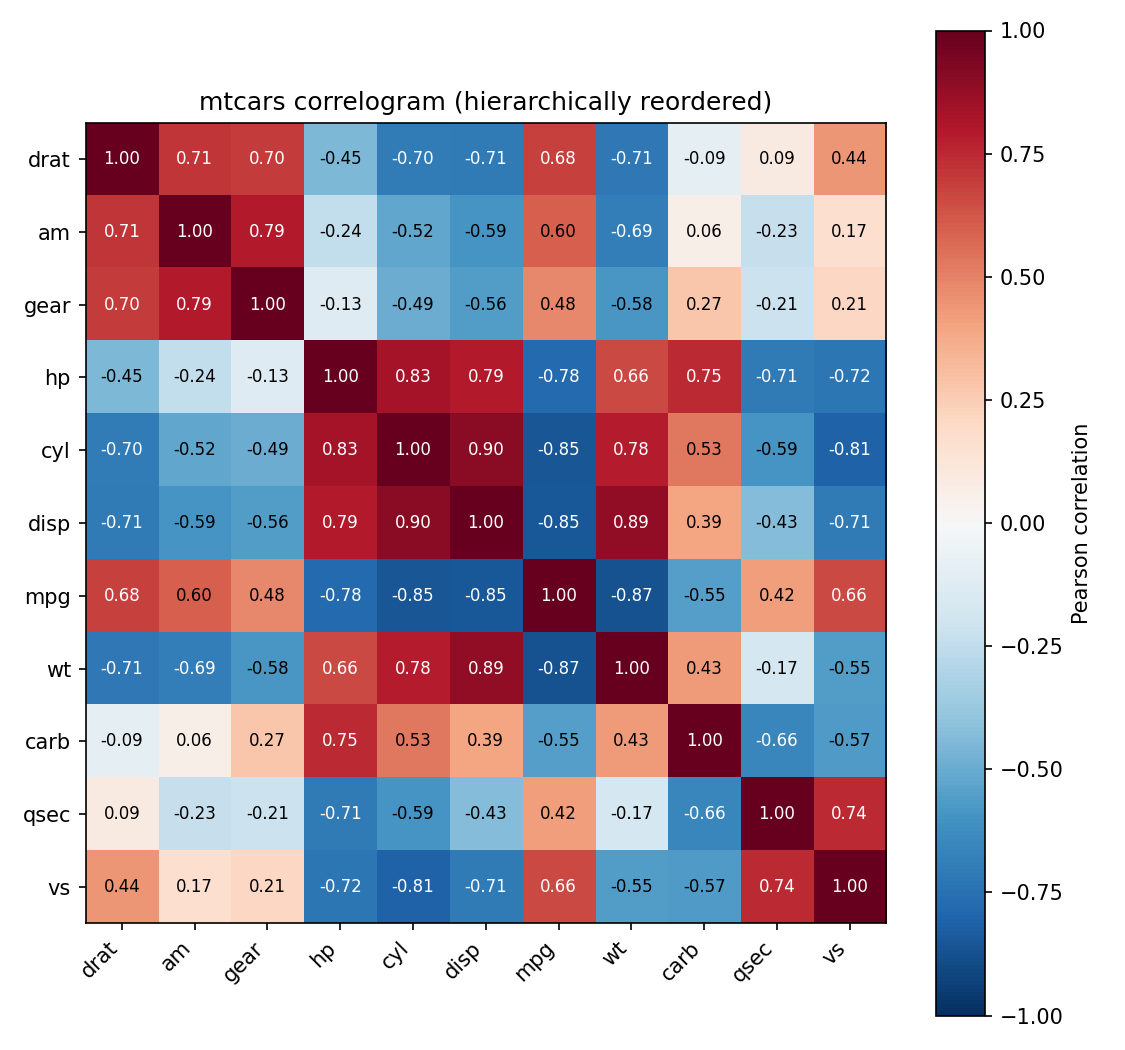 mtcars correlogram (hierarchically reordered)
drat 1.00 0.71 0.70 -0.45 -0.70 -0.71 0.68 -0.71 -0.09 0.09 0.44
am 0.71 1.00 0.79 -0.24 -0.52 -0.59 0.60 -0.69 0.06 -0.23 0.17
gear 0.70 0.79 1.00 -0.13 -0.49 -0.56 0.48 -0.58 0.27 -0.21 0.21
hp -0.45 -0.24 -0.13 1.00 0.83 0.79 -0.78 0.66 0.75 -0.71 -0.72
cyl -0.70 -0.52 -0.49 0.83 1.00 0.90 -0.85 0.78 0.53 -0.59 -0.81
disp -0.71 -0.59 -0.56 0.79 0.90 1.00 -0.85 0.89 0.39 -0.43 -0.71
mpg 0.68 0.60 0.48 -0.78 -0.85 -0.85 1.00 -0.87 -0.55 0.42 0.66
wt -0.71 -0.69 -0.58 0.66 0.78 0.89 -0.87 1.00 0.43 -0.17 -0.55
carb -0.09 0.06 0.27 0.75 0.53 0.39 -0.55 0.43 1.00 -0.66 -0.57
qsec 0.09 -0.23 -0.21 -0.71 -0.59 -0.43 0.42 -0.17 -0.66 1.00 0.74
vs 0.44 0.17 0.21 -0.72 -0.81 -0.71 0.66 -0.55 -0.57 0.74 1.00
drat am gear hp cyl disp mpg wt carb qsec vs
1.00
0.75
0.50
0.25
0.00
−0.25
−0.50
−0.75
−1.00
Pearson correlation